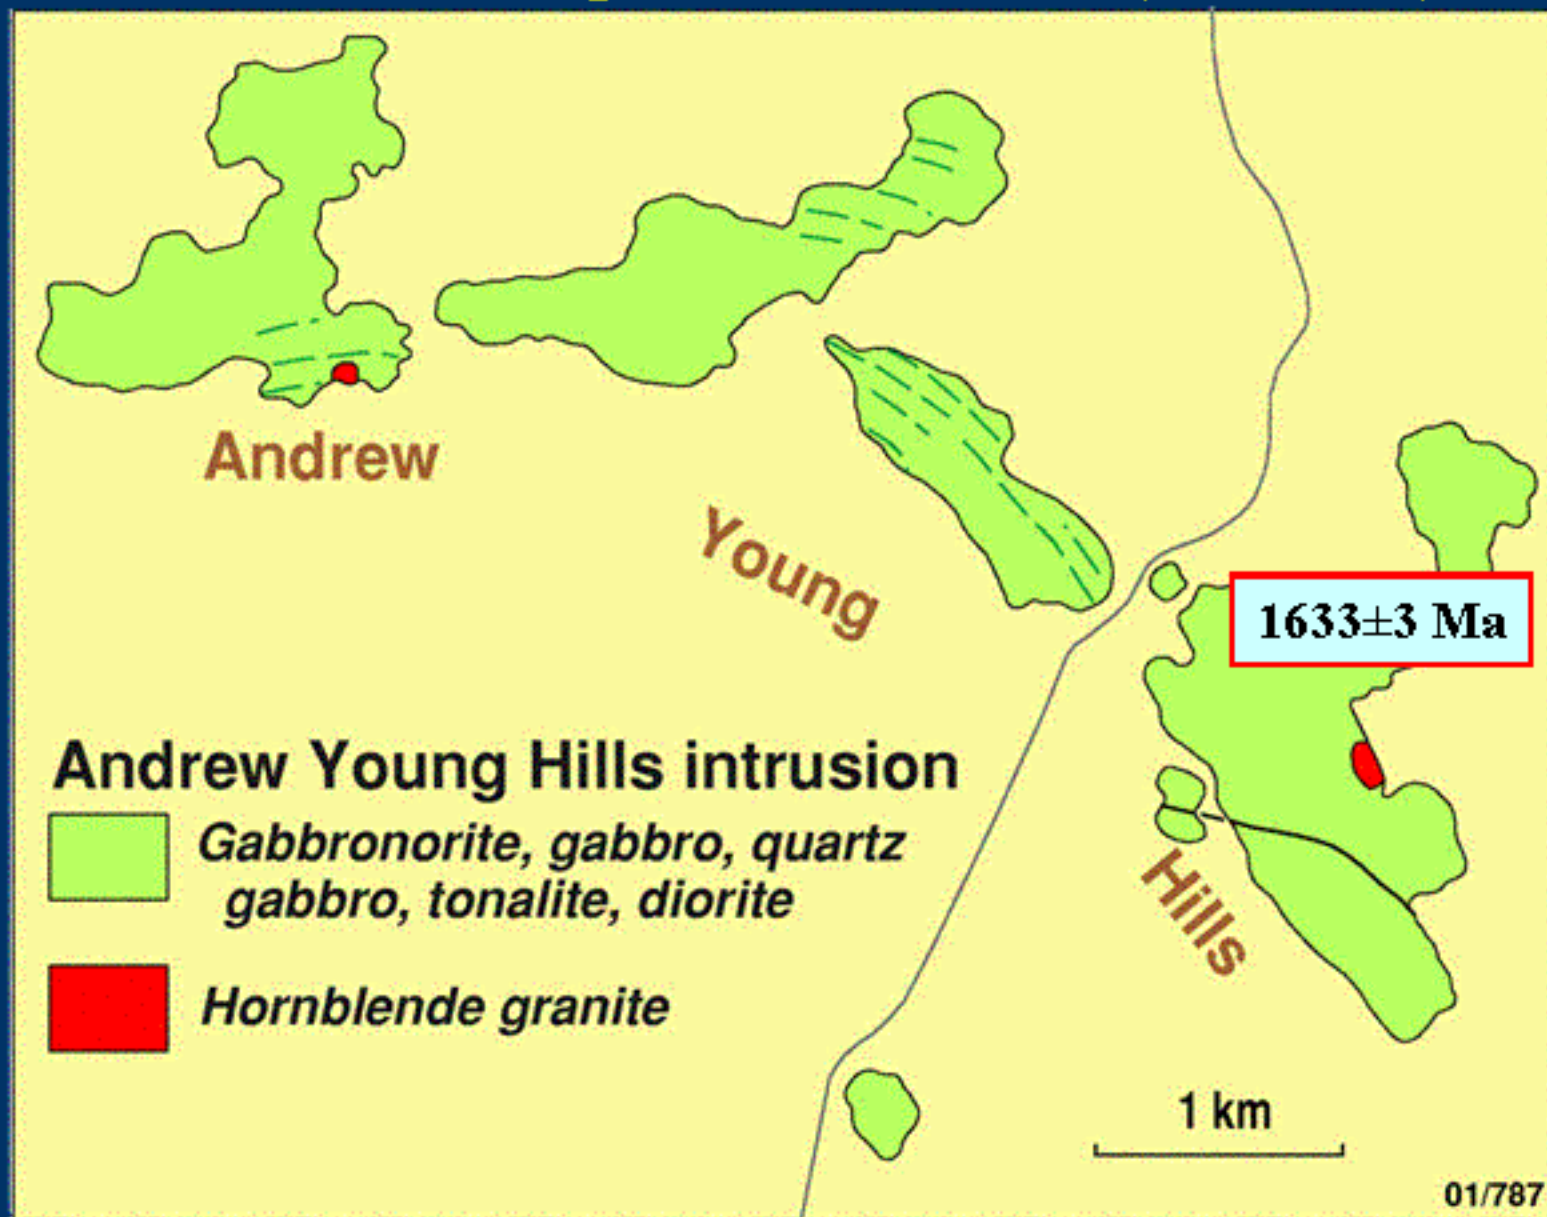 Andrew
Young
1633±3 Ma
Andrew Young Hills intrusion
Gabbronorite, gabbro, quartz
gabbro, tonalite, diorite
Hills
Hornblende granite
1 km
01/787